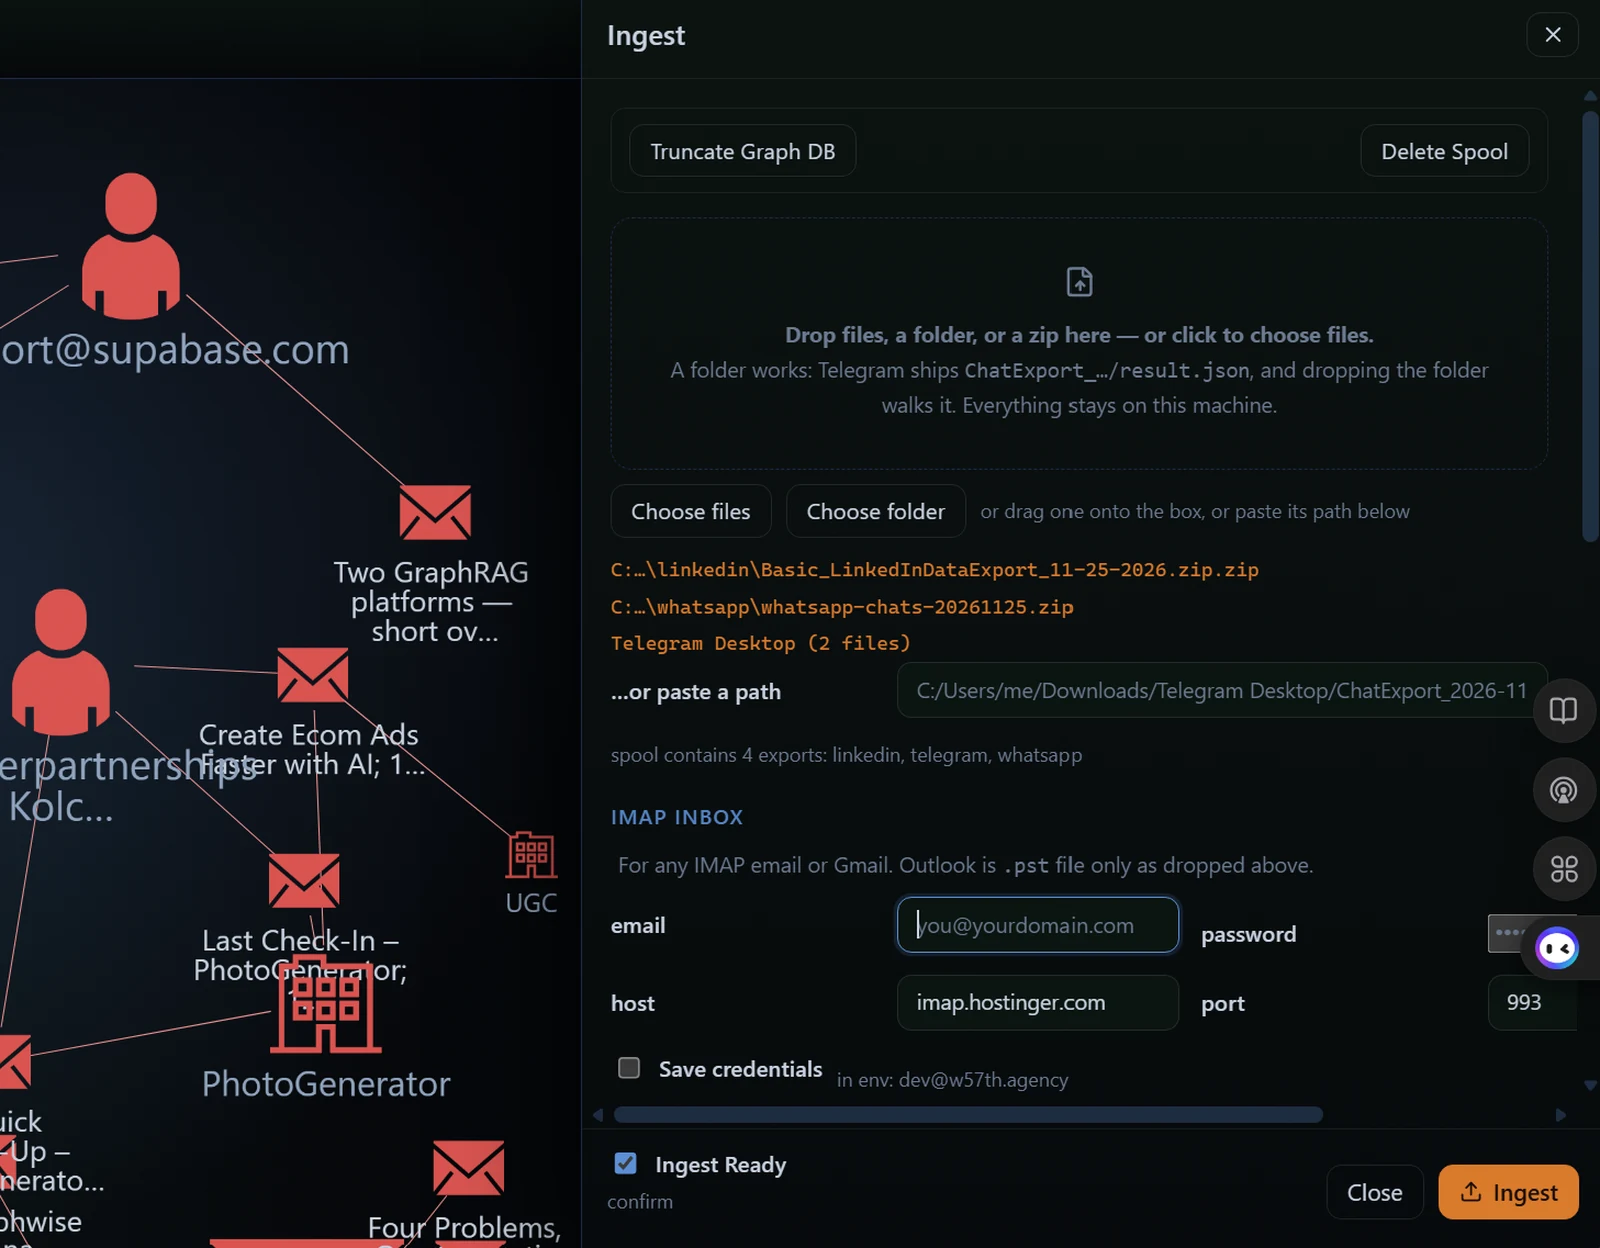 Ingest
Truncate Graph DB
Delete Spool
Drop files, a folder, or a zip here — or click to choose files.
A folder works: Telegram ships ChatExport_…/result.json, and dropping the folder
walks it. Everything stays on this machine.
Choose files
Choose folder
or drag one onto the box, or paste its path below
C:…\linkedin\Basic_LinkedInDataExport_11-25-2026.zip.zip
C:…\whatsapp\whatsapp-chats-20261125.zip
Telegram Desktop (2 files)
...or paste a path
C:/Users/me/Downloads/Telegram Desktop/ChatExport_2026-11
spool contains 4 exports: linkedin, telegram, whatsapp
IMAP INBOX
For any IMAP email or Gmail. Outlook is .pst file only as dropped above.
email
you@yourdomain.com
password
host
imap.hostinger.com
port
993
Save credentials
in env: dev@w57th.agency
Ingest Ready
confirm
Close
Ingest
ort@supabase.com
Two GraphRAG
platforms —
short ov...
Create Ecom Ads
Faster with AI; 1...
erpartnerships
Kolc...
UGC
Last Check-In –
PhotoGenerator;
PhotoGenerator
uick
-Up –
nerato...
phwise
Four Problems,